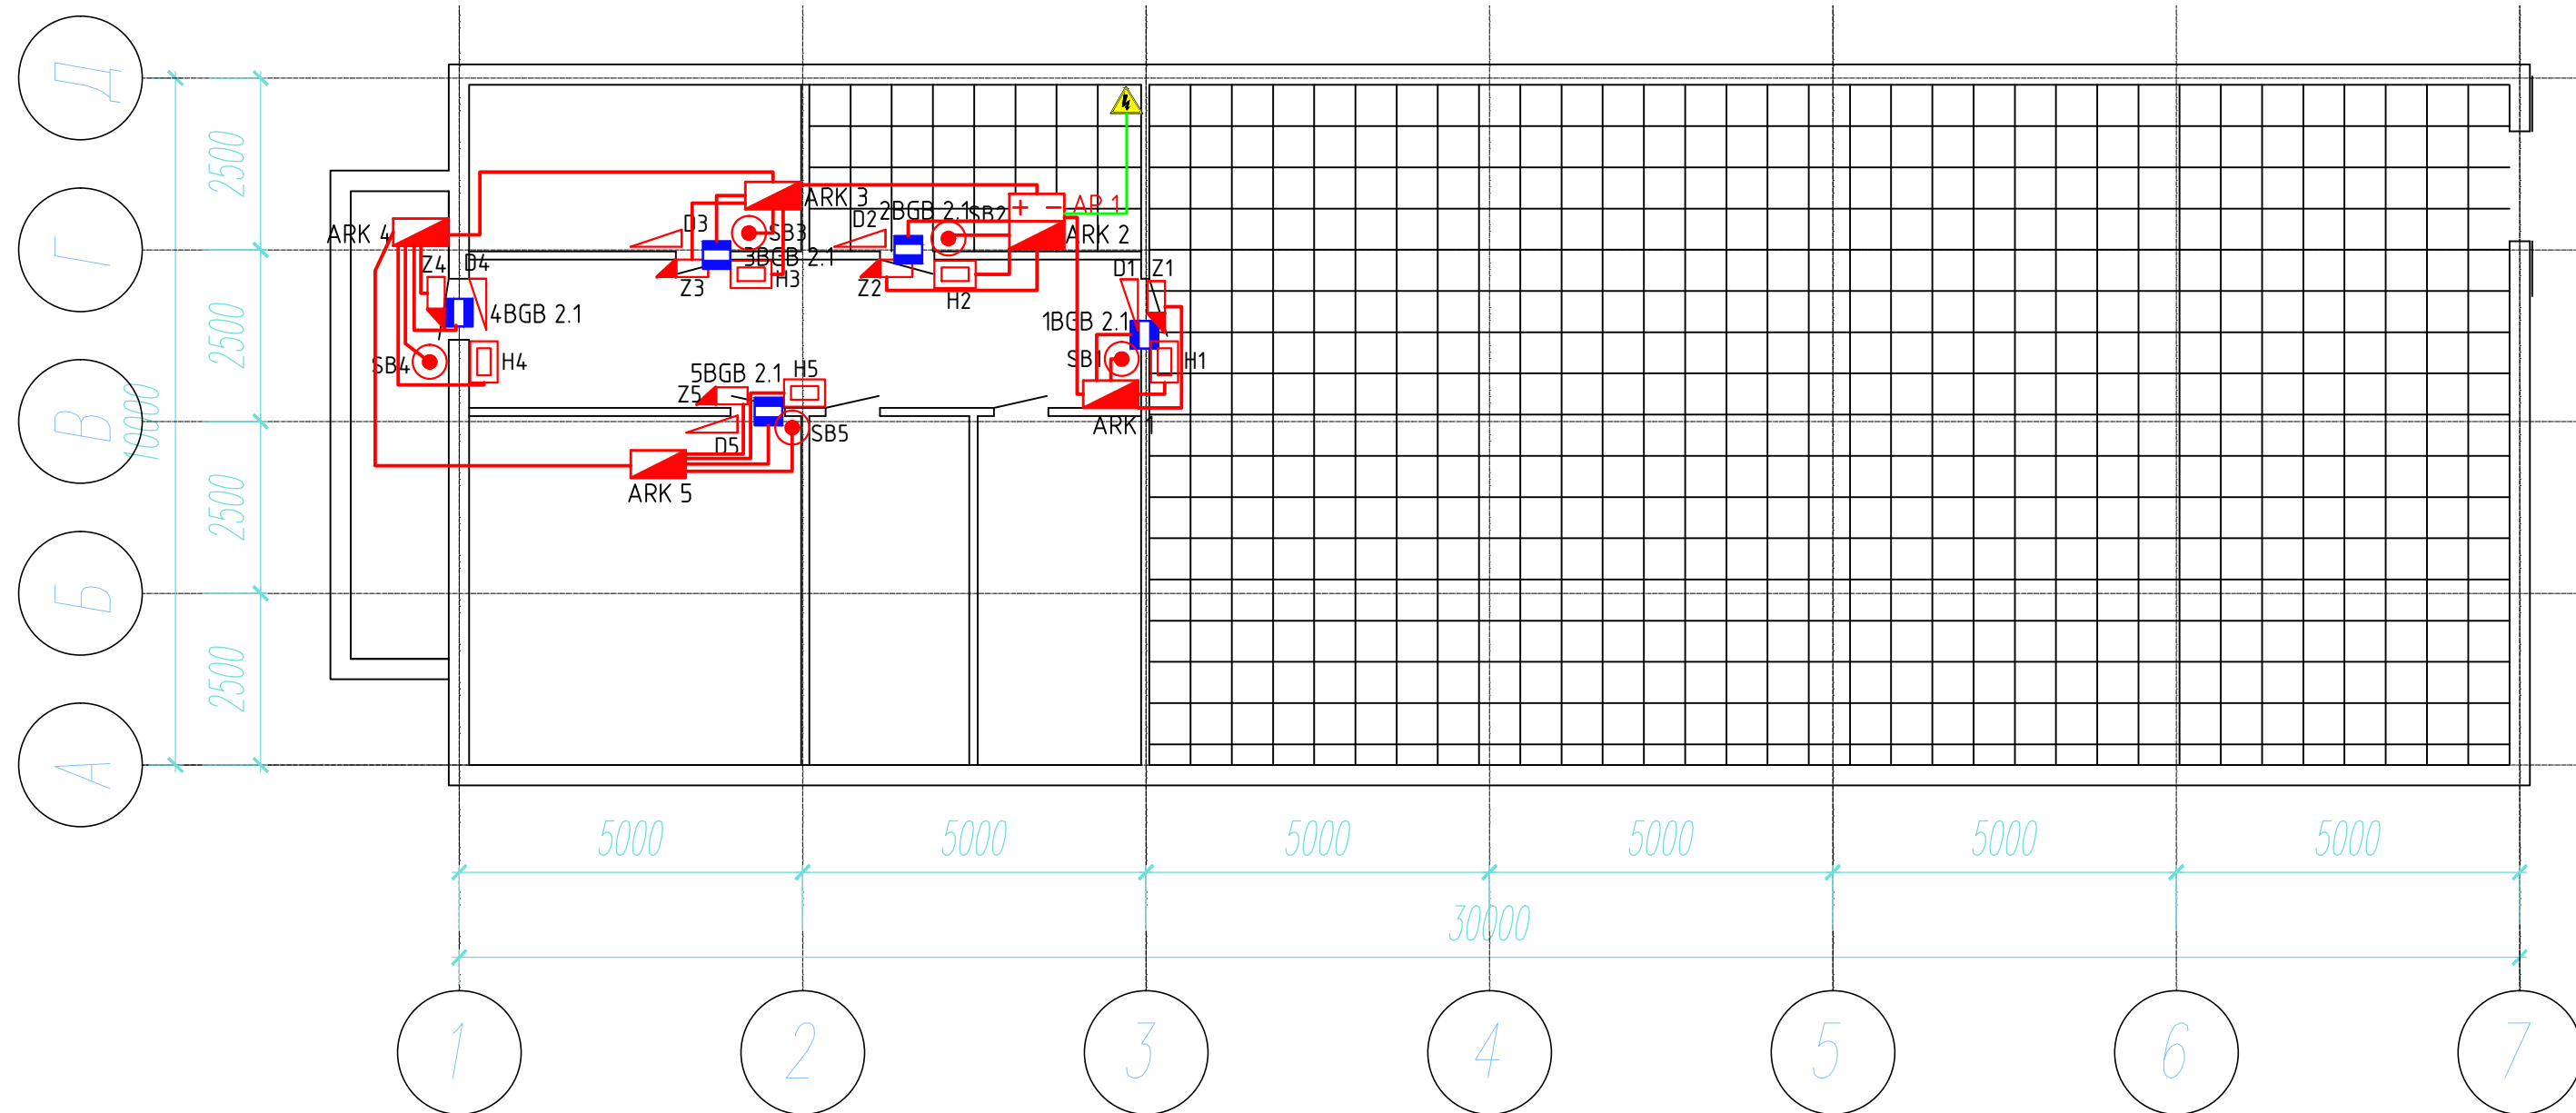 Д
Г
В
Б
А
2500
2500
2500
2500
10000
ARK 3
AP 1
ARK 4
D3
SB3
D2
2BGB 2.1
SB2
ARK 2
3BGB 2.1
Z4
D4
Z3
H3
Z2
H2
D1
Z1
4BGB 2.1
1BGB 2.1
SB4
H4
SB1
H1
5BGB 2.1
H5
Z5
D5
SB5
ARK 1
ARK 5
5000
5000
5000
5000
5000
5000
30000
1
2
3
4
5
6
7